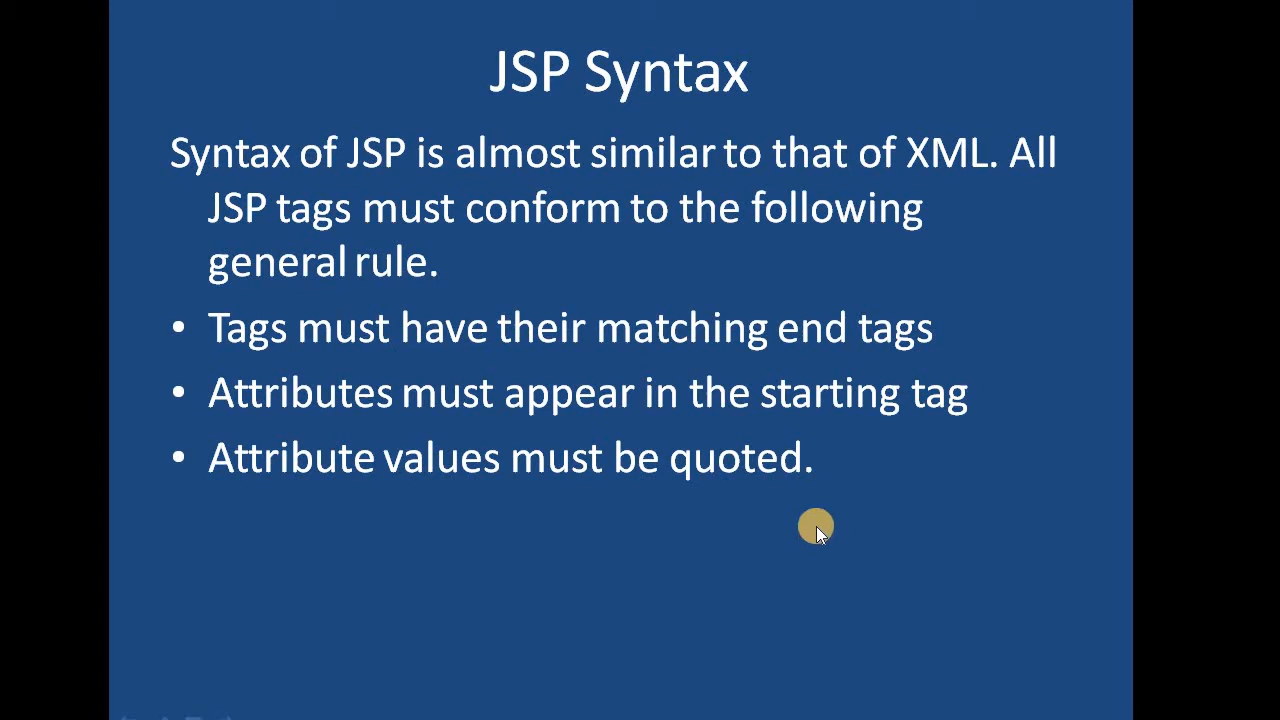 JSP Syntax
Syntax of JSP is almost similar to that of XML. All
JSP tags must conform to the following
general rule.
• Tags must have their matching end tags
• Attributes must appear in the starting tag
• Attribute values must be quoted.